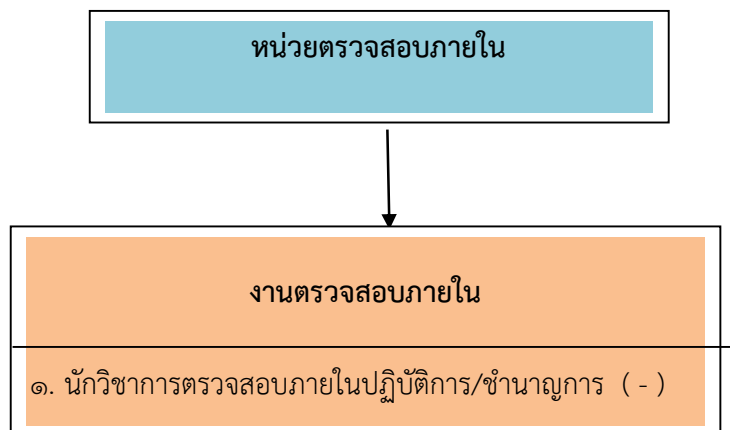 หน่วยตรวจสอบภายใน
งานตรวจสอบภายใน
๑. นักวิชาการตรวจสอบภายในปฏิบัติการ/ชำนาญการ ( - )